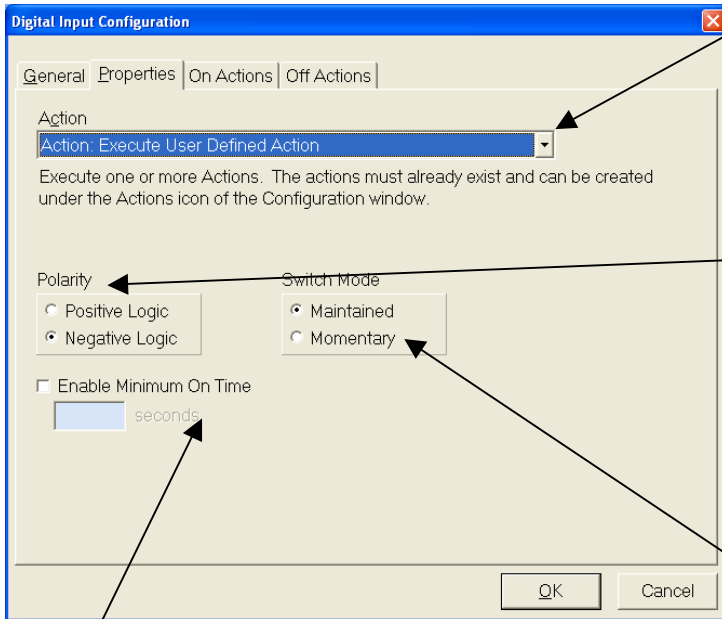 Digital Input Configuration
General Properties On Actions Off Actions
Action
Action: Execute User Defined Action
Execute one or more Actions. The actions must already exist and can be created
under the Actions icon of the Configuration window.
Polarity Switch Mode
Positive Logic Maintained
Negative Logic Momentary
Enable Minimum On Time
seconds
OK Cancel